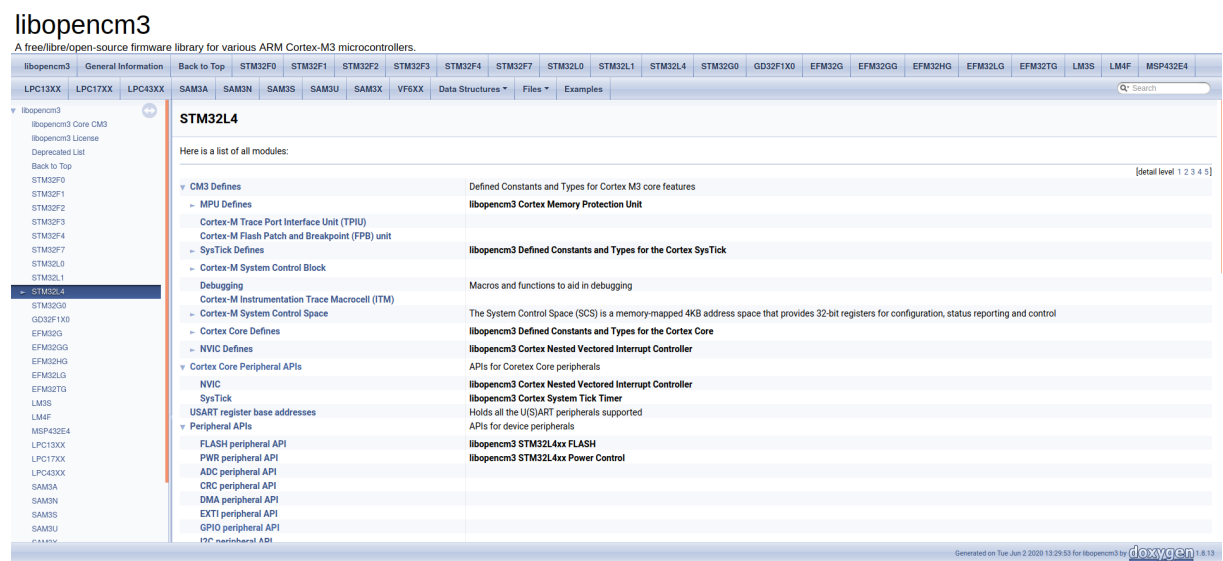 libopencm3
A free/libre/open-source firmware library for various ARM Cortex-M3 microcontrollers.
libopencm3 General Information Back to Top STM32F0 STM32F1 STM32F2 STM32F3 STM32F4 STM32F7 STM32L0 STM32L1 STM32L4 STM32G0 GD32F1X0 EFM32G EFM32GG EFM32HG EFM32LG EFM32TG LM3S LM4F MSP432E4
LPC13XX LPC17XX LPC43XX SAM3A SAM3N SAM3S SAM3U SAM3X VF6XX Data Structures Files Examples Search
libopencm3
libopencm3 Core CM3
libopencm3 License
Deprecated List
Back to Top
STM32F0
STM32F1
STM32F2
STM32F3
STM32F4
STM32F7
STM32L0
STM32L1
STM32L4
STM32G0
GD32F1X0
EFM32G
EFM32GG
EFM32HG
EFM32LG
EFM32TG
LM3S
LM4F
MSP432E4
LPC13XX
LPC17XX
LPC43XX
SAM3A
SAM3N
SAM3S
SAM3U
SAM3X
STM32L4
Here is a list of all modules:
[detail level 1 2 3 4 5]
CM3 Defines Defined Constants and Types for Cortex M3 core features
MPU Defines libopencm3 Cortex Memory Protection Unit
Cortex-M Trace Port Interface Unit (TPIU)
Cortex-M Flash Patch and Breakpoint (FPB) unit
SysTick Defines libopencm3 Defined Constants and Types for the Cortex SysTick
Cortex-M System Control Block
Debugging Macros and functions to aid in debugging
Cortex-M Instrumentation Trace Macrocell (ITM)
Cortex-M System Control Space The System Control Space (SCS) is a memory-mapped 4KB address space that provides 32-bit registers for configuration, status reporting and control
Cortex Core Defines libopencm3 Defined Constants and Types for the Cortex Core
NVIC Defines libopencm3 Cortex Nested Vectored Interrupt Controller
Cortex Core Peripheral APIs APIs for Coretex Core peripherals
NVIC libopencm3 Cortex Nested Vectored Interrupt Controller
SysTick libopencm3 Cortex System Tick Timer
USART register base addresses Holds all the U(S)ART peripherals supported
Peripheral APIs APIs for device peripherals
FLASH peripheral API libopencm3 STM32L4xx FLASH
PWR peripheral API libopencm3 STM32L4xx Power Control
ADC peripheral API
CRC peripheral API
DMA peripheral API
EXTI peripheral API
GPIO peripheral API
I2C peripheral API
Generated on Tue Jun 2 2020 13:29:53 for libopencm3 by doxygen 1.8.13